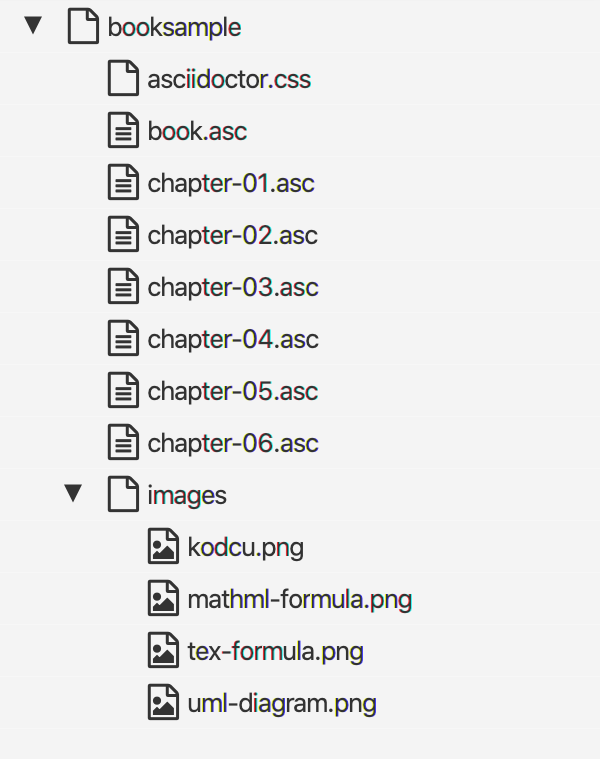 booksample
asciidoctor.css
book.asc
chapter-01.asc
chapter-02.asc
chapter-03.asc
chapter-04.asc
chapter-05.asc
chapter-06.asc
images
kodcu.png
mathml-formula.png
tex-formula.png
uml-diagram.png